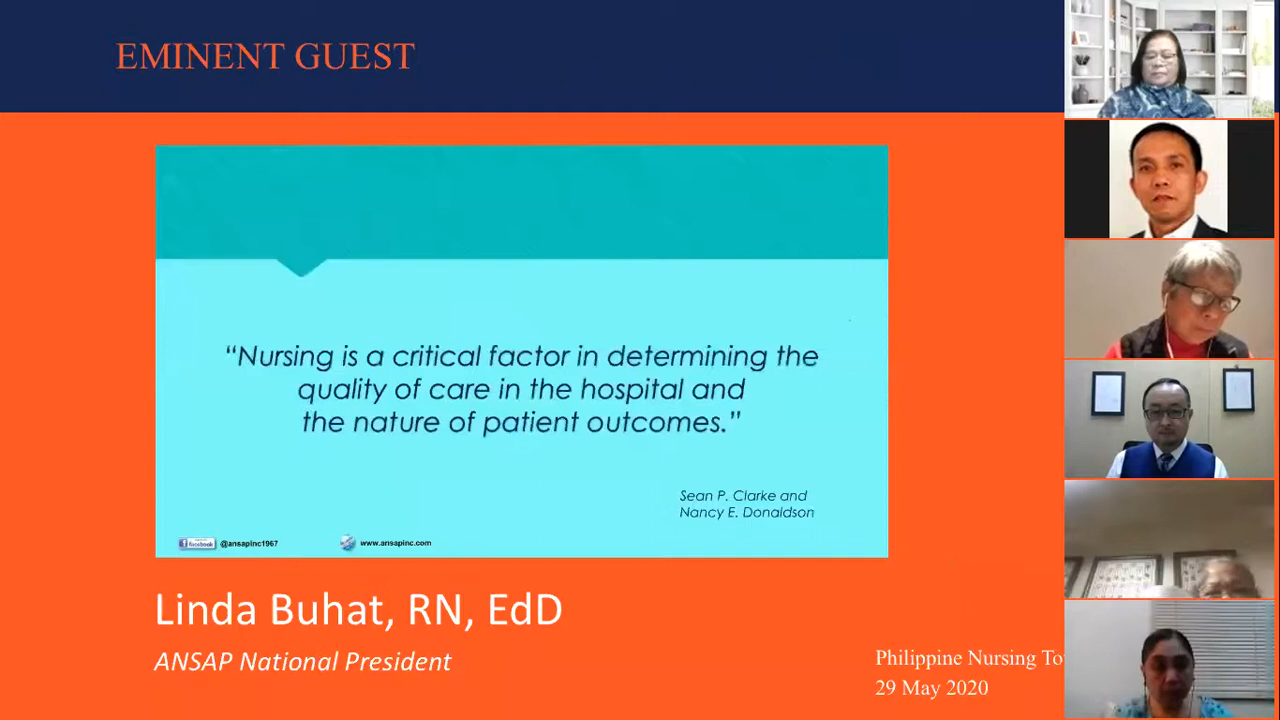 EMINENT GUEST
“Nursing is a critical factor in determining the
quality of care in the hospital and
the nature of patient outcomes.”
Sean P. Clarke and
Nancy E. Donaldson
facebook @ansapinc1967
www.ansapinc.com
Linda Buhat, RN, EdD
ANSAP National President
Philippine Nursing
29 May 2020